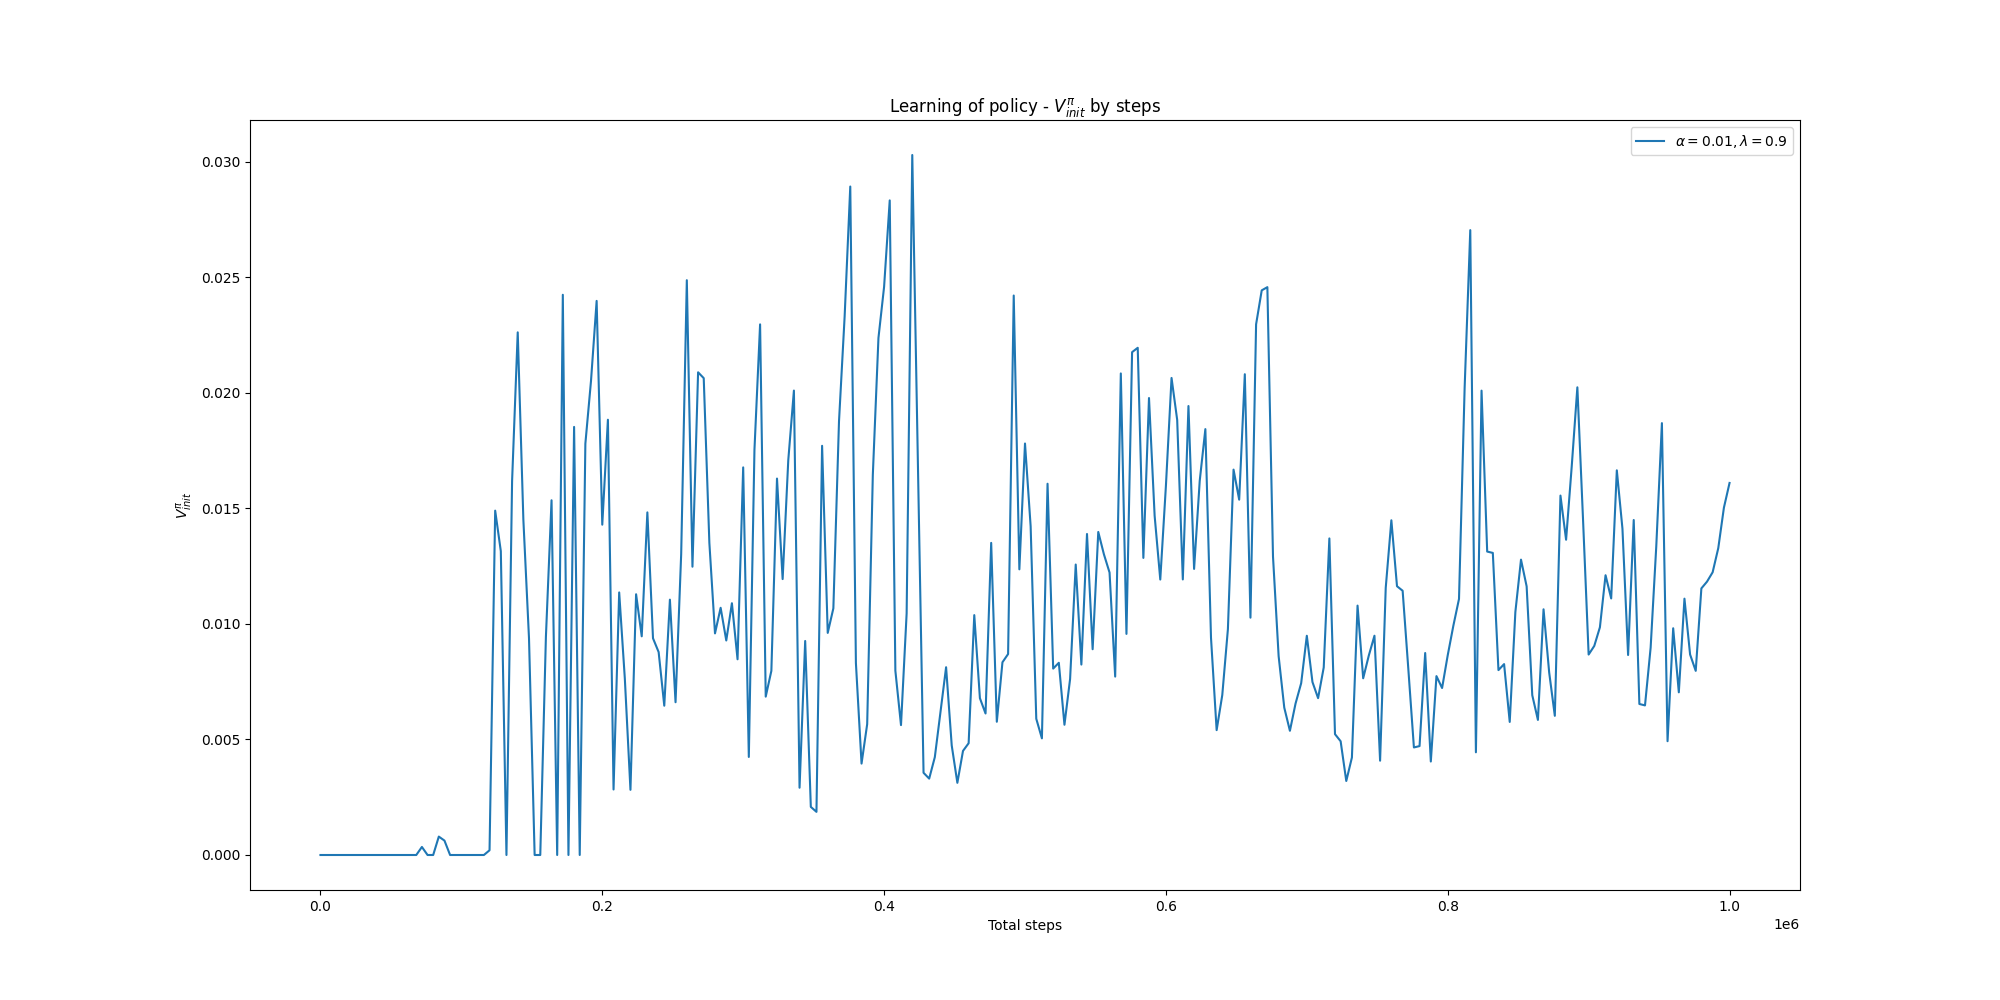 Learning of policy - $V^{\pi}_{init}$ by steps
α = 0.01, λ = 0.9
0.030
0.025
0.020
0.015
0.010
0.005
0.000
$V^{\pi}_{init}$
0.0 0.2 0.4 0.6 0.8 1.0
Total steps
1e6